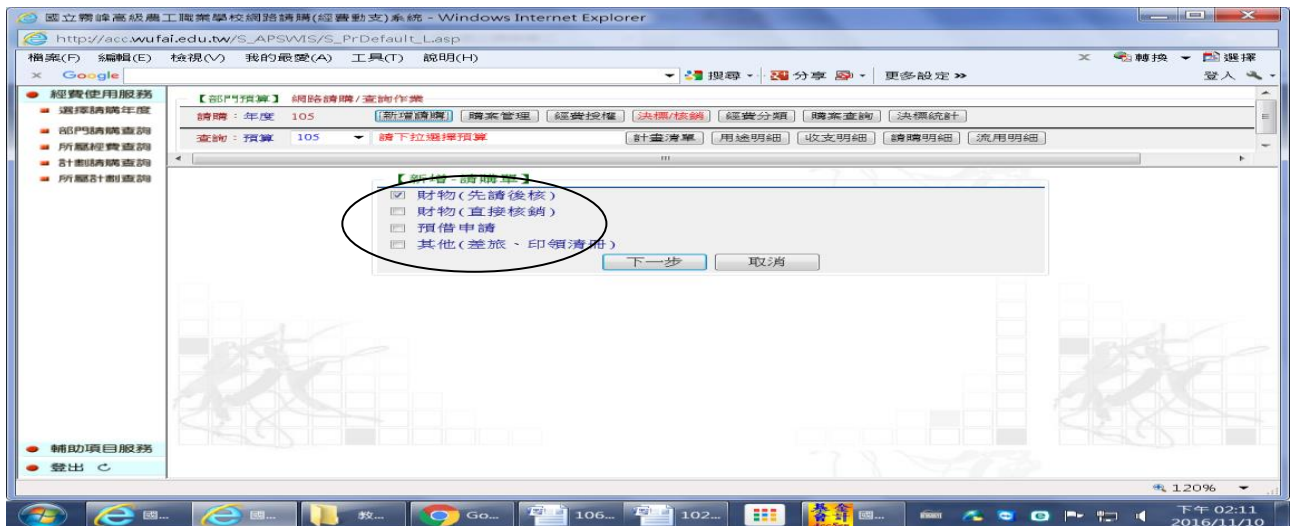 國立霧峰高級農工職業學校網路請購(經費動支)系統 - Windows Internet Explorer
http://acc.wufai.edu.tw/S_APSWIS/S_PrDefault_L.asp
檔案(F) 編輯(E) 檢視(V) 我的最愛(A) 工具(T) 說明(H) × 轉換 選擇
× Google 搜尋 分享 更多設定 » 登入
經費使用服務
選擇請購年度
部門請購查詢
所屬經費查詢
計劃請購查詢
所屬計劃查詢
【部門預算】 網路請購/查詢作業
請購:年度 105 新增請購 購案管理 經費授權 決標/核銷 經費分類 購案查詢 決標統計
查詢:預算 105 請下拉選擇預算 計畫清單 用途明細 收支明細 請購明細 流用明細
【新增-請購單】
財物(先請後核)
財物(直接核銷)
預借申請
其他(差旅、印領清冊)
下一步 取消
輔助項目服務
登出
120%
國... 國... 教... Go... 106... 102... 國...
下午 02:11
2016/11/10